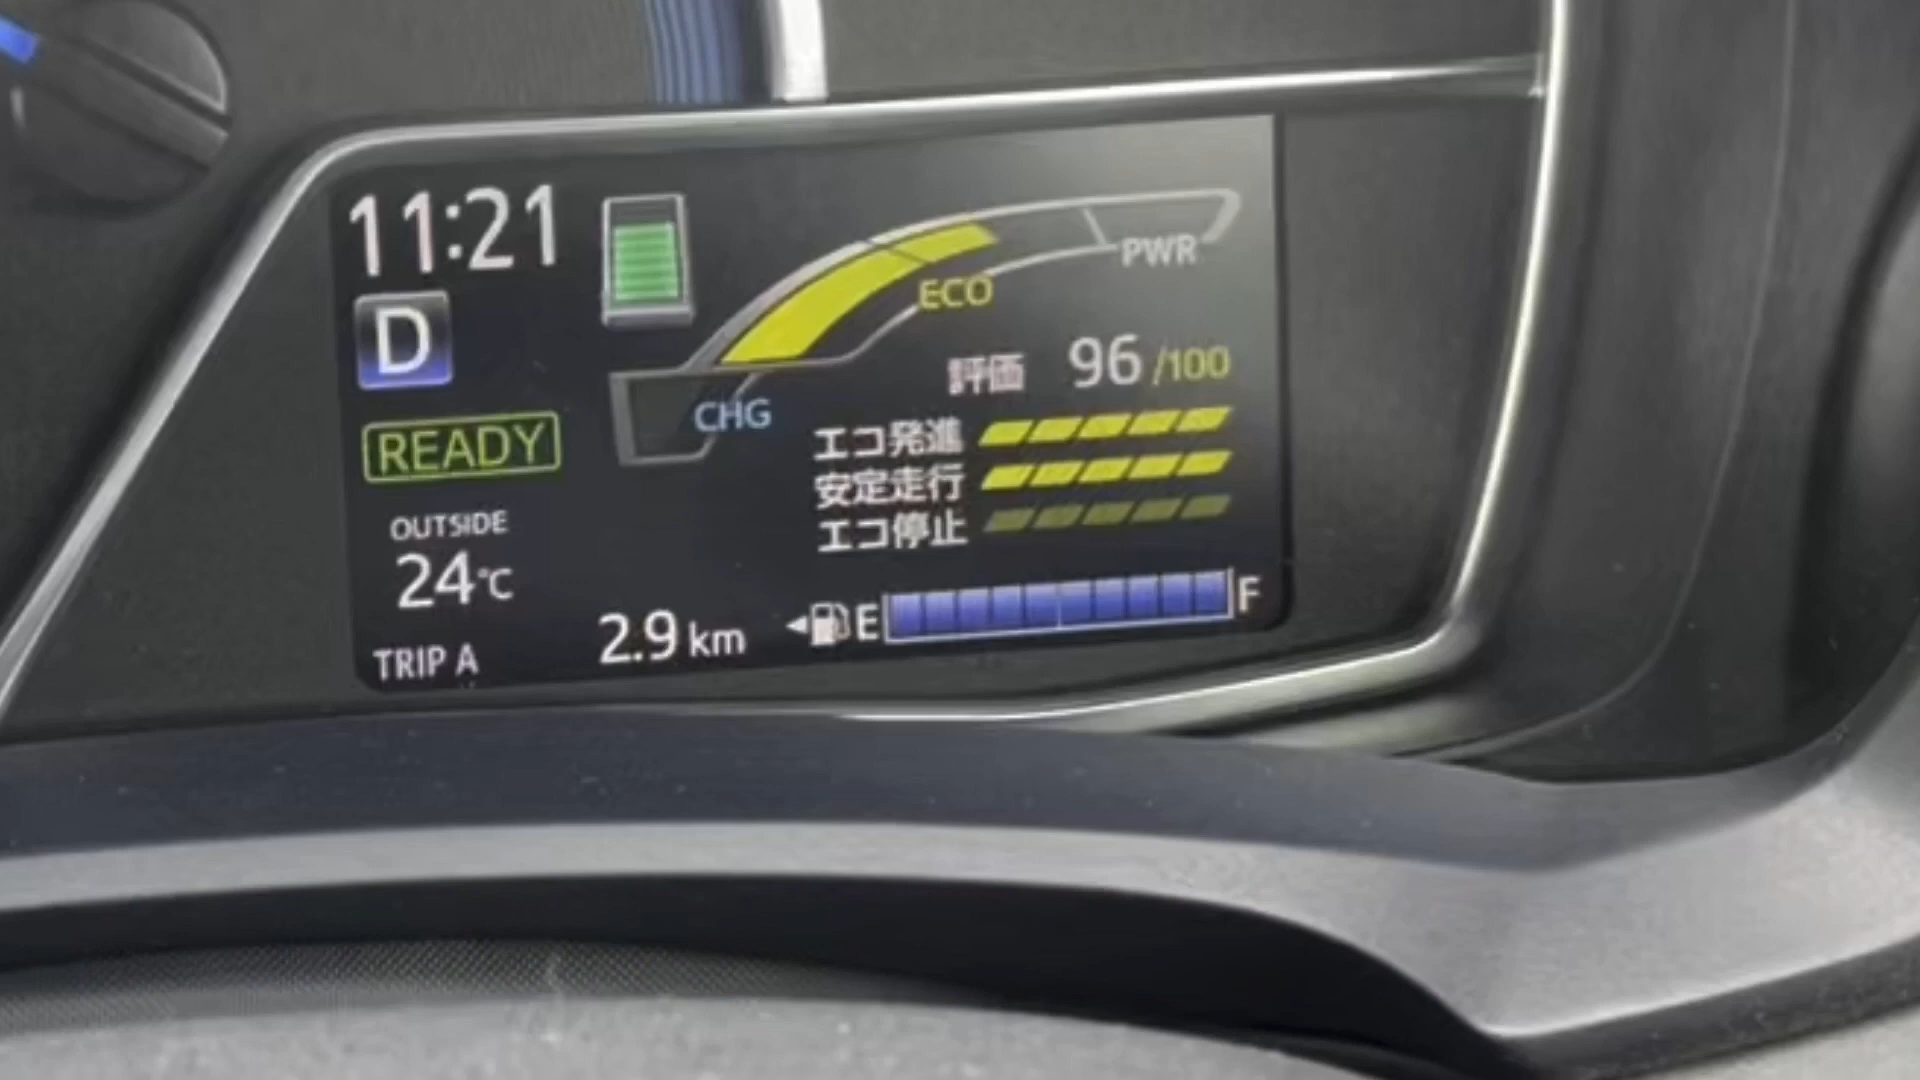 11:21
D
READY
OUTSIDE
24℃
TRIP A 2.9 km
PWR
ECO
CHG
評価 96 /100
エコ発進
安定走行
エコ停止
E F